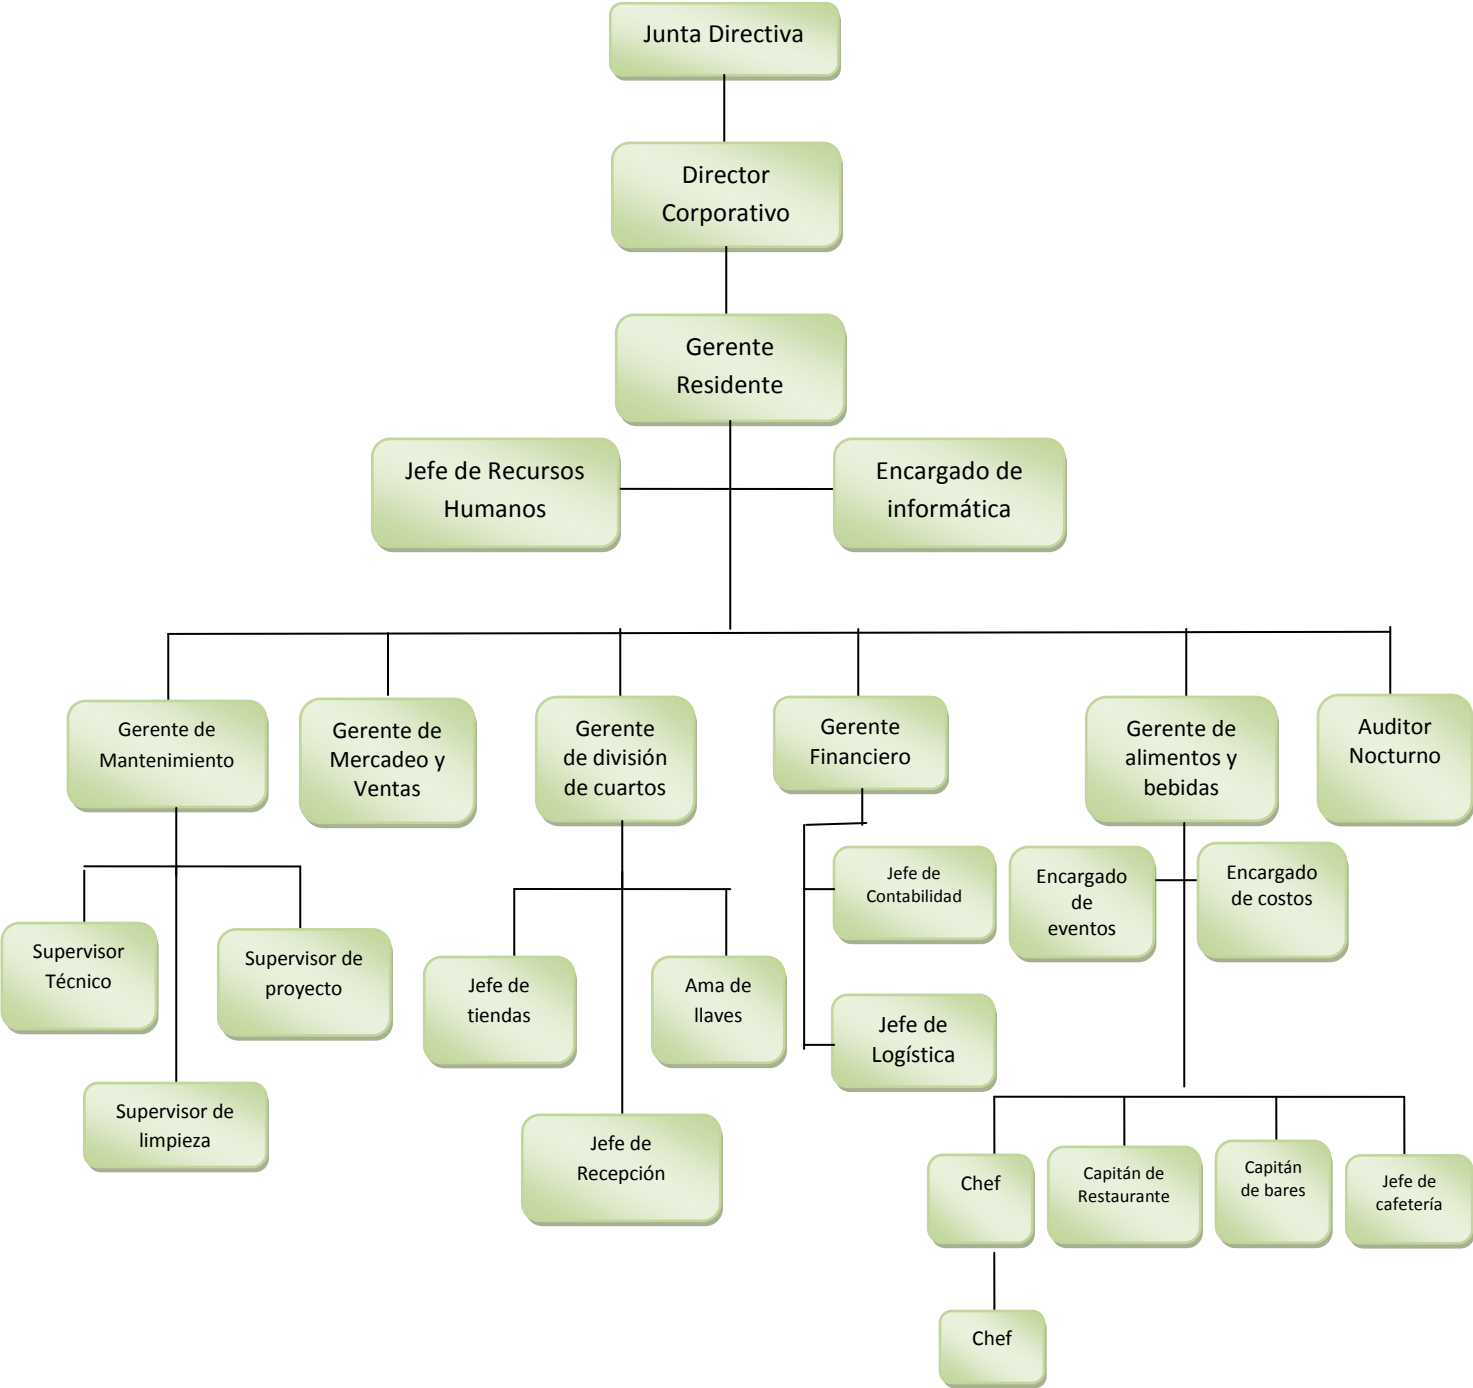 Junta Directiva
Director
Corporativo
Gerente
Residente
Jefe de Recursos
Humanos
Encargado de
informática
Gerente de
Mantenimiento
Gerente de
Mercadeo y
Ventas
Gerente
de división
de cuartos
Gerente
Financiero
Gerente de
alimentos y
bebidas
Auditor
Nocturno
Supervisor
Técnico
Supervisor de
proyecto
Supervisor de
limpieza
Jefe de
tiendas
Ama de
llaves
Jefe de
Recepción
Jefe de
Contabilidad
Jefe de
Logística
Encargado
de
eventos
Encargado
de costos
Chef
Capitán de
Restaurante
Capitán
de bares
Jefe de
cafetería
Chef